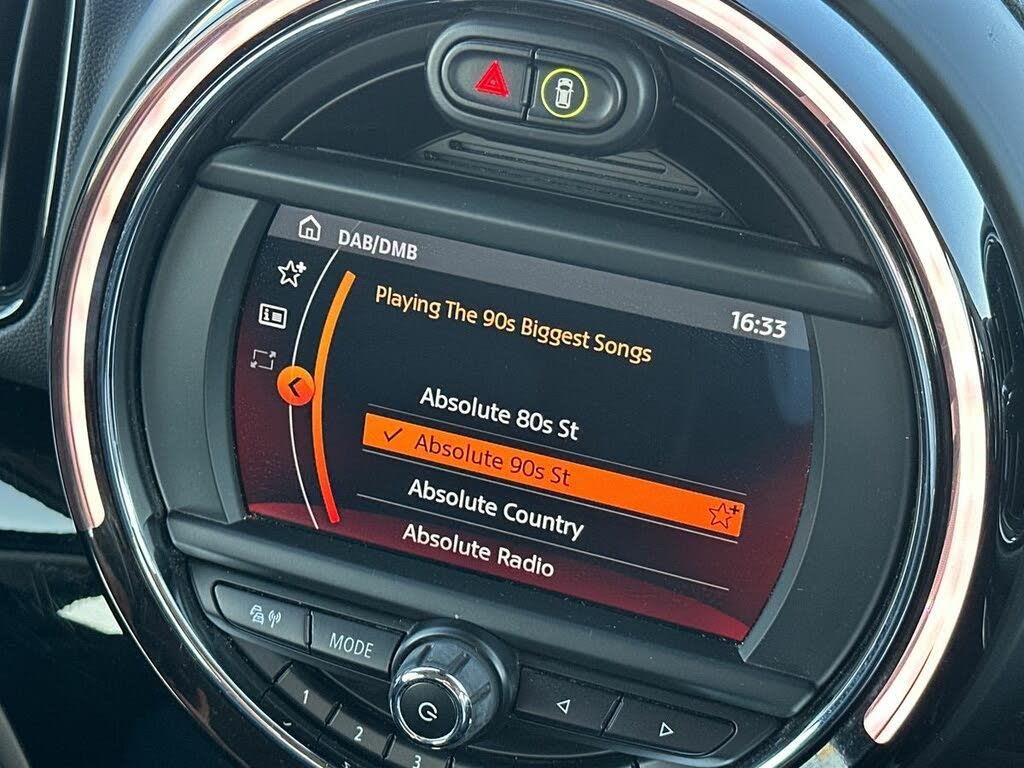 DAB/DMB
16:33
Playing The 90s Biggest Songs
Absolute 80s St
Absolute 90s St
Absolute Country
Absolute Radio
MODE
1
2
3